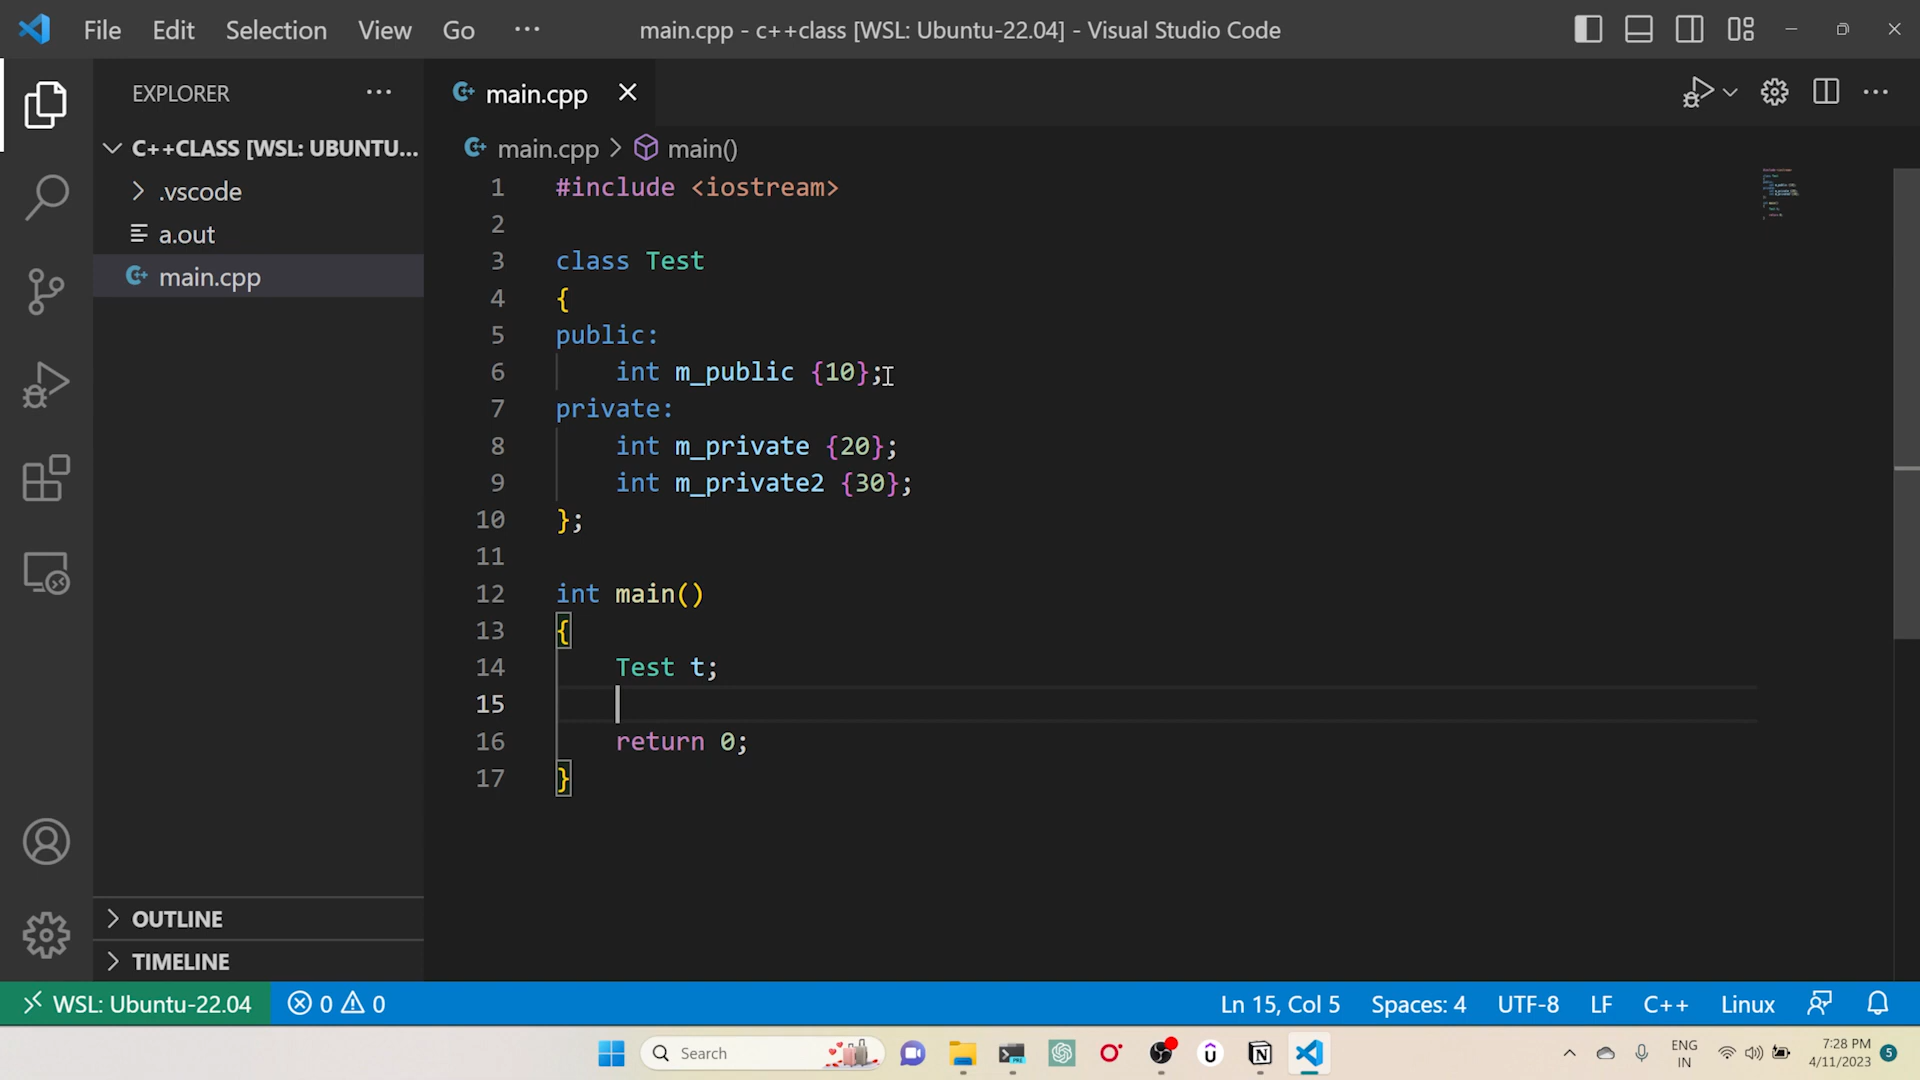 File Edit Selection View Go ··· main.cpp - c++class [WSL: Ubuntu-22.04] - Visual Studio Code
EXPLORER ···
main.cpp
C++CLASS [WSL: UBUNTU...
main.cpp > main()
.vscode
a.out
main.cpp
1 #include <iostream>
2
3 class Test
4 {
5 public:
6 int m_public {10};
7 private:
8 int m_private {20};
9 int m_private2 {30};
10 };
11
12 int main()
13 {
14 Test t;
15
16 return 0;
17 }
OUTLINE
TIMELINE
WSL: Ubuntu-22.04 0 0 Ln 15, Col 5 Spaces: 4 UTF-8 LF C++ Linux
Search
ENG
IN
7:28 PM
4/11/2023
5